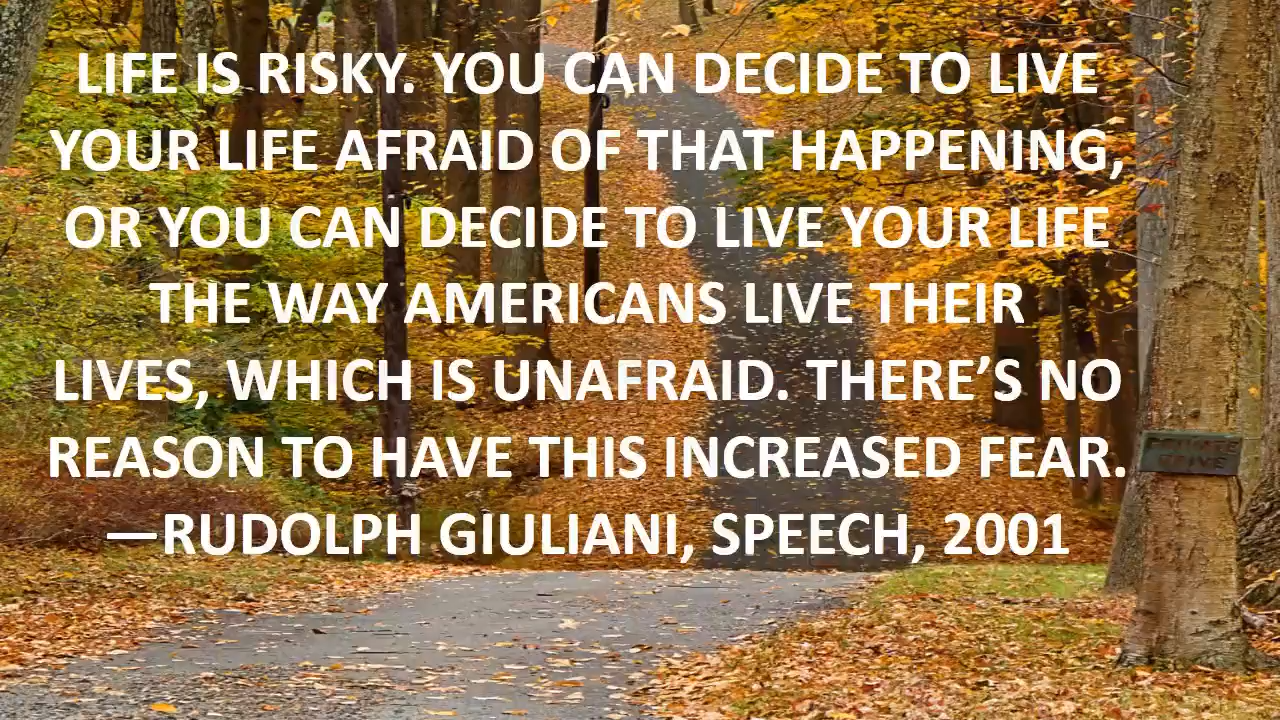 LIFE IS RISKY. YOU CAN DECIDE TO LIVE
YOUR LIFE AFRAID OF THAT HAPPENING,
OR YOU CAN DECIDE TO LIVE YOUR LIFE
THE WAY AMERICANS LIVE THEIR
LIVES, WHICH IS UNAFRAID. THERE’S NO
REASON TO HAVE THIS INCREASED FEAR.
—RUDOLPH GIULIANI, SPEECH, 2001
DRIVE